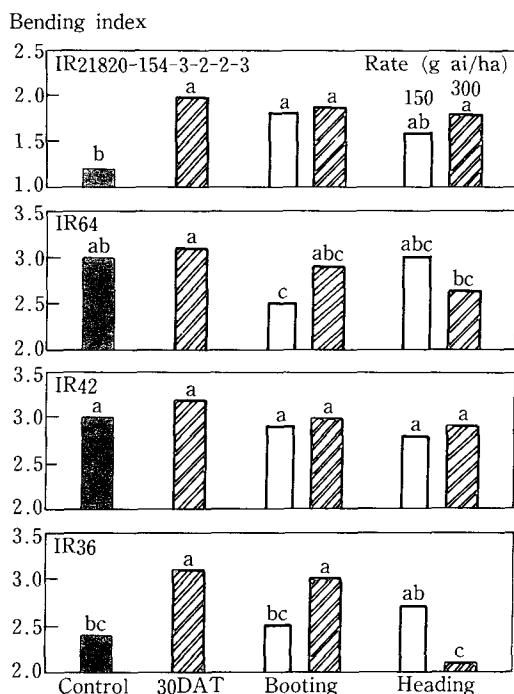 Bending index
2.5
IR21820-154-3-2-2-3 Rate (g ai/ha)
2.0 a a a 150 300
ab a
1.5 b
1.0
3.5
IR64
3.0 ab a abc abc
2.5 c bc
2.0
3.5
IR42
3.0 a a a a a a
2.5
2.0
3.5
IR36
3.0 a a
2.5 bc bc ab
2.0 c
Control 30DAT Booting Heading